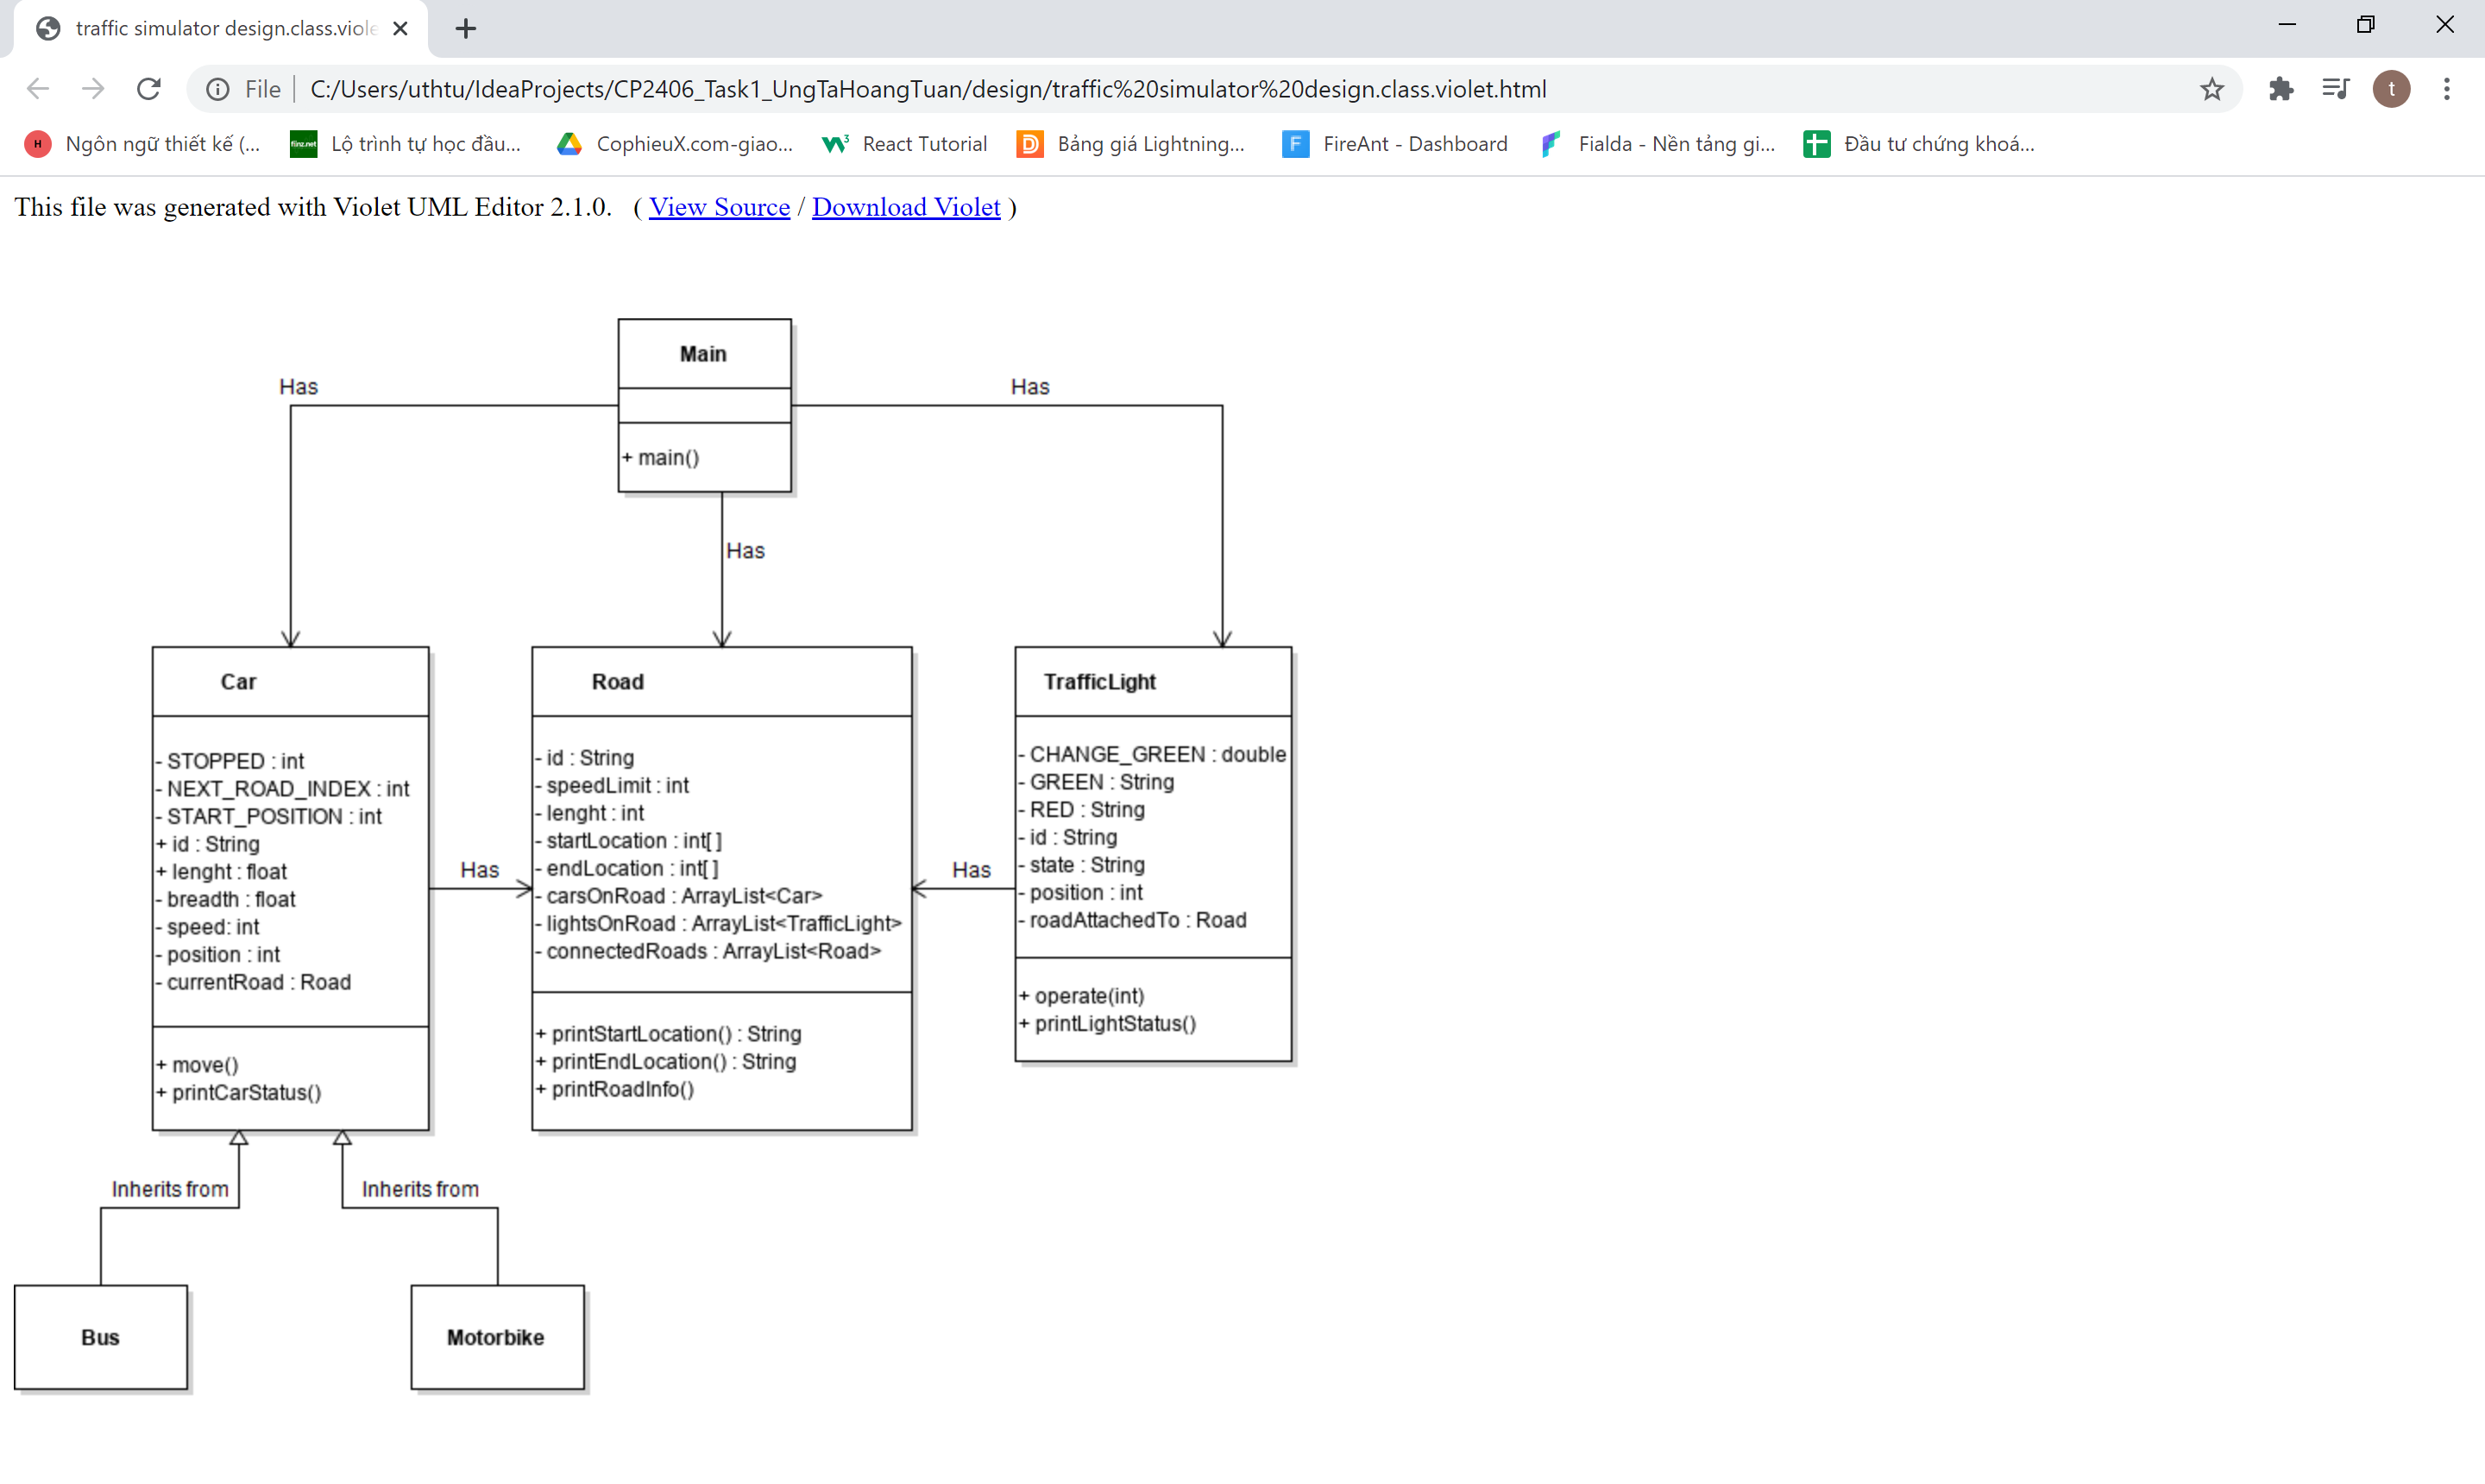 traffic simulator design.class.viole
File
C:/Users/uthtu/IdeaProjects/CP2406_Task1_UngTaHoangTuan/design/traffic%20simulator%20design.class.violet.html
t
H Ngôn ngữ thiết kế (...
finz.net Lộ trình tự học đầu...
CophieuX.com-giao...
W3 React Tutorial
D Bảng giá Lightning...
F FireAnt - Dashboard
Fialda - Nền tảng gi...
Đầu tư chứng khoá...
This file was generated with Violet UML Editor 2.1.0. ( View Source / Download Violet )
Main
+ main()
Has
Has
Has
Car
- STOPPED : int
- NEXT_ROAD_INDEX : int
- START_POSITION : int
+ id : String
+ lenght : float
- breadth : float
- speed: int
- position : int
- currentRoad : Road
+ move()
+ printCarStatus()
Has
Road
- id : String
- speedLimit : int
- lenght : int
- startLocation : int[ ]
- endLocation : int[ ]
- carsOnRoad : ArrayList<Car>
- lightsOnRoad : ArrayList<TrafficLight>
- connectedRoads : ArrayList<Road>
+ printStartLocation() : String
+ printEndLocation() : String
+ printRoadInfo()
Has
TrafficLight
- CHANGE_GREEN : double
- GREEN : String
- RED : String
- id : String
- state : String
- position : int
- roadAttachedTo : Road
+ operate(int)
+ printLightStatus()
Inherits from
Inherits from
Bus
Motorbike